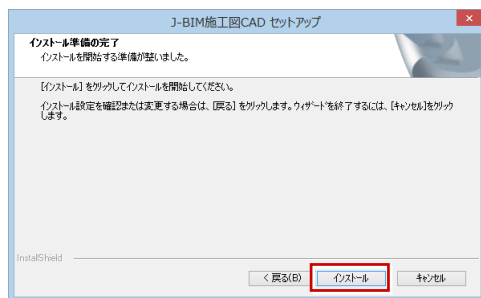 J-BIM施工図CAD セットアップ
インストール準備の完了
インストールを開始する準備が整いました。
[インストール] をクリックしてインストールを開始してください。
インストール設定を確認または変更する場合は、[戻る] をクリックします。ウィザードを終了するには、[キャンセル]をクリック
します。
InstallShield
< 戻る(B)
インストール
キャンセル